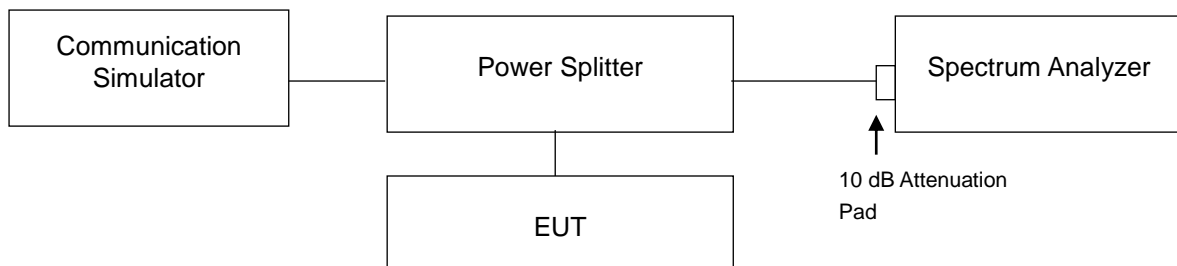 Communication
Simulator
Power Splitter
Spectrum Analyzer
10 dB Attenuation
Pad
EUT